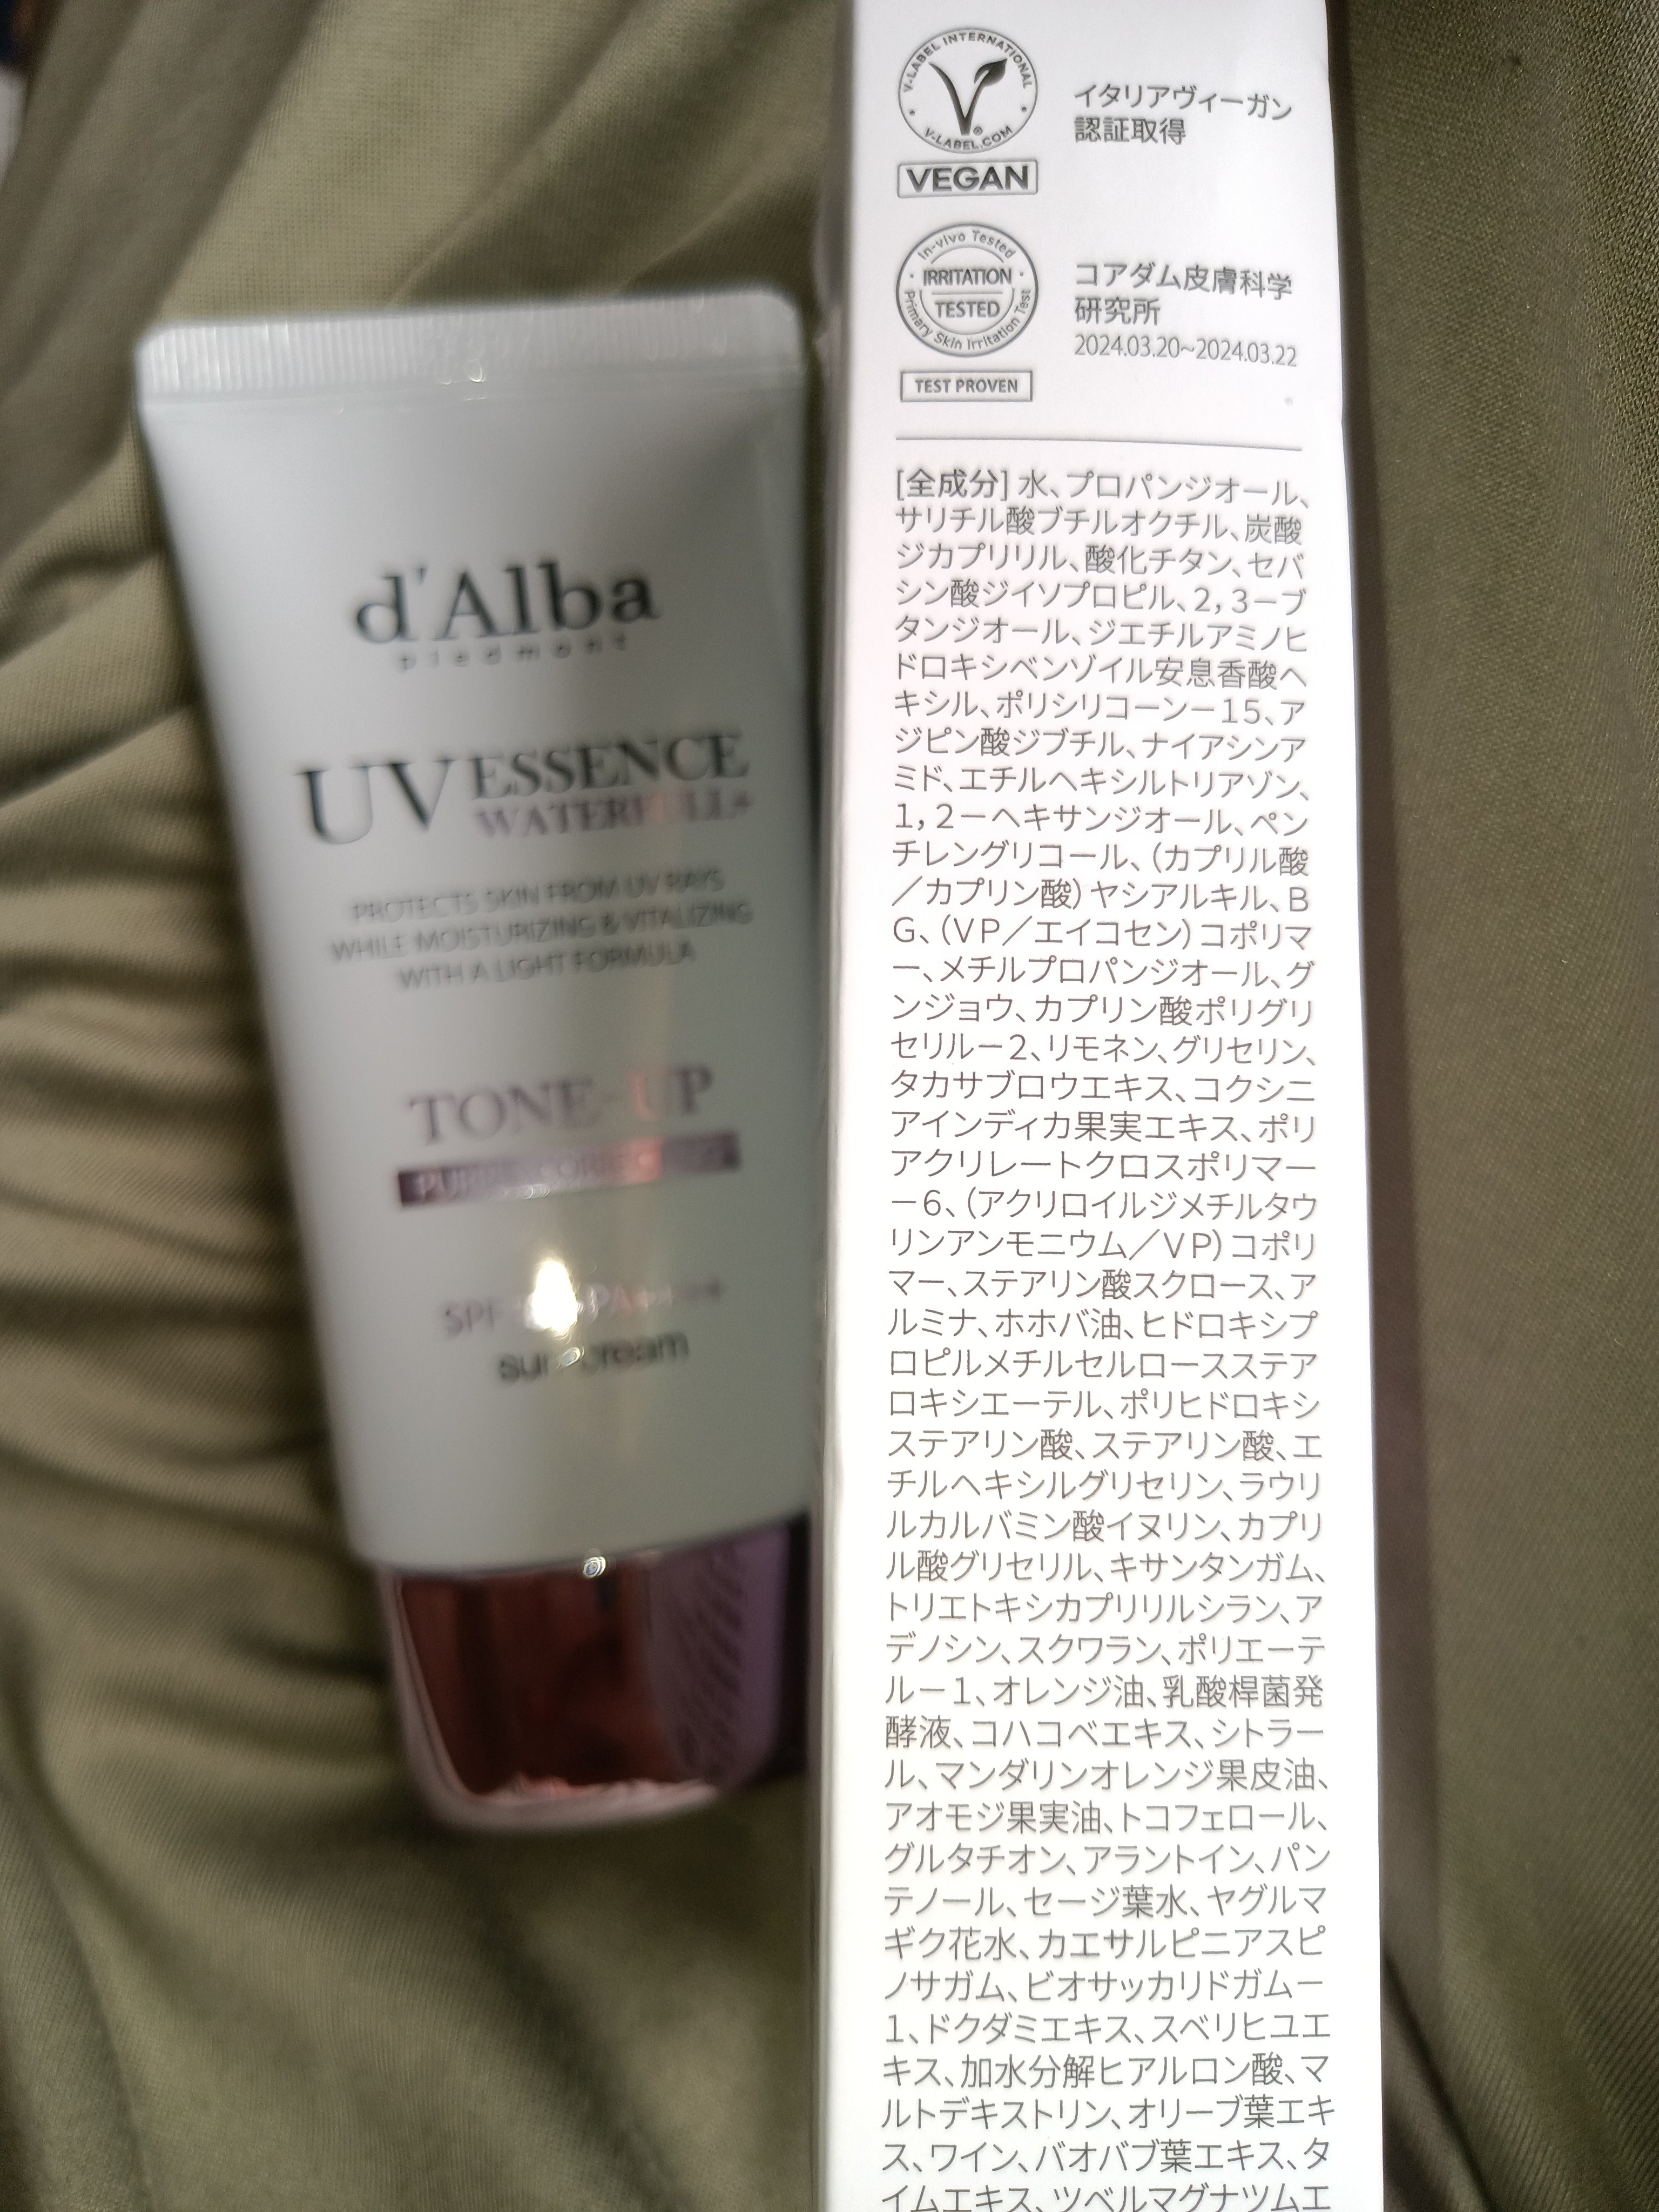 d'Alba
piedmont
UV ESSENCE
WATERFULL+
PROTECTS SKIN FROM UV RAYS
WHILE MOISTURIZING & VITALIZING
WITH A LIGHT FORMULA
TONE-UP
SPF
sun cream
V-LABEL INTERNATIONAL
V-LABEL.COM
VEGAN
イタリアヴィーガン
認証取得
In-vivo Tested
IRRITATION
TESTED
Primary Skin Irritation Test
TEST PROVEN
コアダム皮膚科学
研究所
2024.03.20~2024.03.22
[全成分] 水、プロパンジオール、
サリチル酸ブチルオクチル、炭酸
ジカプリリル、酸化チタン、セバ
シン酸ジイソプロピル、2,3ーブ
タンジオール、ジエチルアミノヒ
ドロキシベンゾイル安息香酸ヘ
キシル、ポリシリコーンー15、ア
ジピン酸ジブチル、ナイアシンア
ミド、エチルヘキシルトリアゾン、
1,2ーヘキサンジオール、ペン
チレングリコール、(カプリル酸
/カプリン酸)ヤシアルキル、B
G、(VP/エイコセン)コポリマ
ー、メチルプロパンジオール、グ
ンジョウ、カプリン酸ポリグリ
セリルー2、リモネン、グリセリン、
タカサブロウエキス、コクシニ
アインディカ果実エキス、ポリ
アクリレートクロスポリマー
ー6、(アクリロイルジメチルタウ
リンアンモニウム/VP)コポリ
マー、ステアリン酸スクロース、ア
ルミナ、ホホバ油、ヒドロキシプ
ロピルメチルセルロースステア
ロキシエーテル、ポリヒドロキシ
ステアリン酸、ステアリン酸、エ
チルヘキシルグリセリン、ラウリ
ルカルバミン酸イヌリン、カプリ
ル酸グリセリル、キサンタンガム、
トリエトキシカプリリルシラン、ア
デノシン、スクワラン、ポリエーテ
ルー1、オレンジ油、乳酸桿菌発
酵液、コハコベエキス、シトラー
ル、マンダリンオレンジ果皮油、
アオモジ果実油、トコフェロール、
グルタチオン、アラントイン、パン
テノール、セージ葉水、ヤグルマ
ギク花水、カエサルピニアスピ
ノサガム、ビオサッカリドガムー
1、ドクダミエキス、スベリヒユエ
キス、加水分解ヒアルロン酸、マ
ルトデキストリン、オリーブ葉エキ
ス、ワイン、バオバブ葉エキス、タ
イムエキス、ツベルマグナツムエ